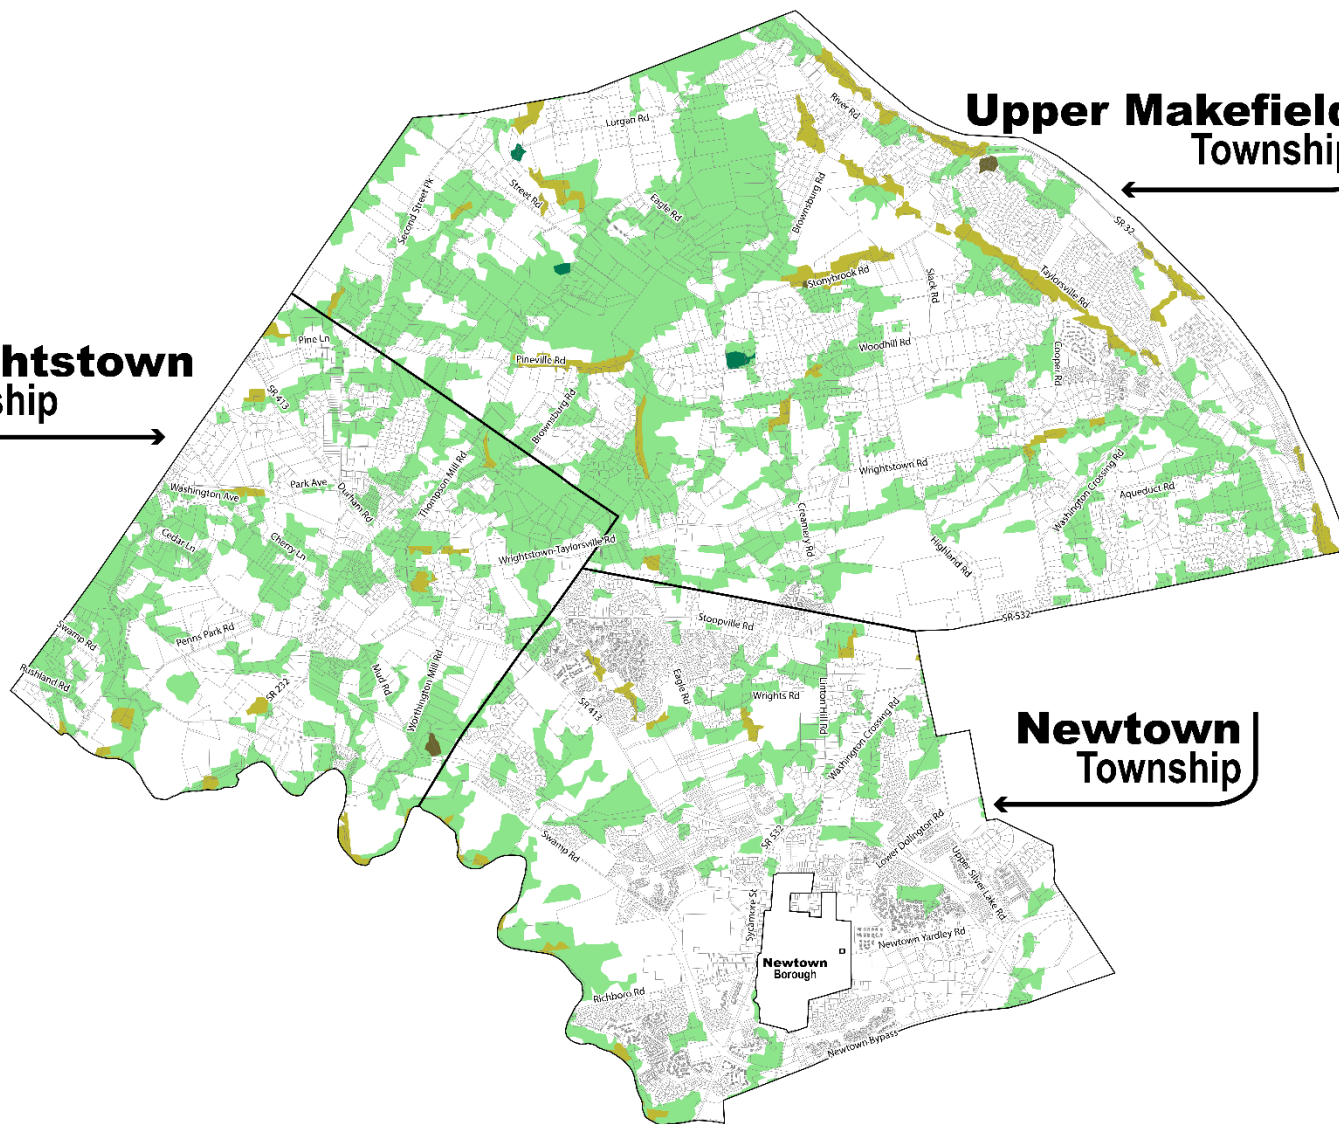 Upper Makefield
Township
River Rd
Lurgan Rd
Street Rd
Second Street Pk
Eagle Rd
Brownsburg Rd
SR 32
Taylorsville Rd
Stonybrook Rd
Slack Rd
Woodhill Rd
Cooper Rd
Pineville Rd
Brownsburg Rd
Pine Ln
htstown
ship
SR 413
Washington Ave
Park Ave
Durham Rd
Thompson Mill Rd
Wrightstown Rd
Washington Crossing Rd
Aqueduct Rd
Creamery Rd
Highland Rd
Cedar Ln
Cherry Ln
Wrightstown-Taylorsville Rd
SR-532
Swamp Rd
Penns Park Rd
Rushland Rd
Mud Rd
SR 232
Worthington Mill Rd
Stoopville Rd
Eagle Rd
Wrights Rd
Linton Hill Rd
SR 413
Washington Crossing Rd
Newtown
Township
Swamp Rd
SR 532
Lower Dolington Rd
Upper Silver Lake Rd
Sycamore St
Newtown Yardley Rd
Newtown
Borough
Richboro Rd
Newtown-Bypass